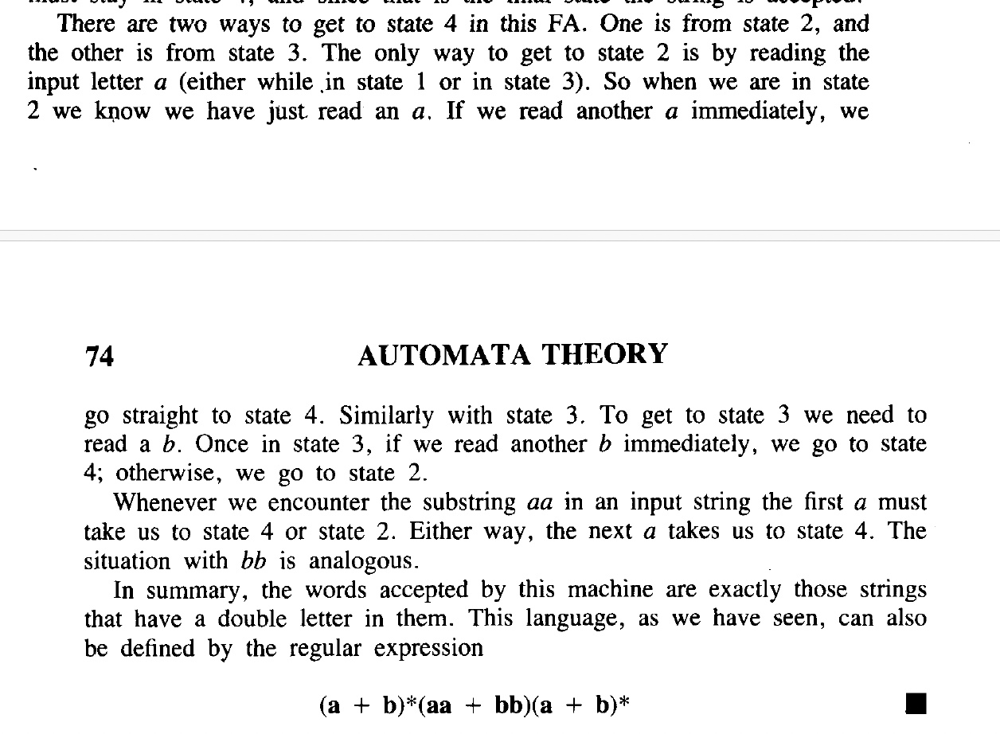 There are two ways to get to state 4 in this FA. One is from state 2, and
the other is from state 3. The only way to get to state 2 is by reading the
input letter a (either while in state 1 or in state 3). So when we are in state
2 we know we have just read an a. If we read another a immediately, we
74 AUTOMATA THEORY
go straight to state 4. Similarly with state 3. To get to state 3 we need to
read a b. Once in state 3, if we read another b immediately, we go to state
4; otherwise, we go to state 2.
Whenever we encounter the substring aa in an input string the first a must
take us to state 4 or state 2. Either way, the next a takes us to state 4. The
situation with bb is analogous.
In summary, the words accepted by this machine are exactly those strings
that have a double letter in them. This language, as we have seen, can also
be defined by the regular expression
(a + b)*(aa + bb)(a + b)* ■